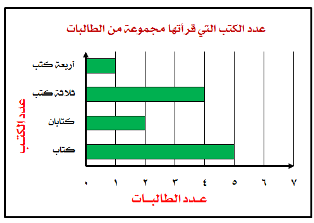 عدد الكتب التي قرأتها مجموعة من الطالبات
أربعة كتب
ثلاثة كتب
كتابان
كتاب
عدد الكتب
٠ ١ ٢ ٣ ٤ ٥ ٦ ٧
عدد الطالبات